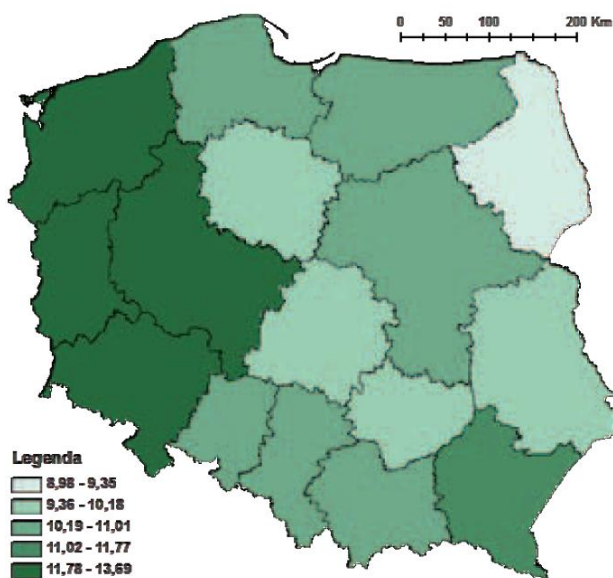 0 50 100 200 Km
Legenda
8,98 - 9,35
9,36 - 10,18
10,19 - 11,01
11,02 - 11,77
11,78 - 13,69